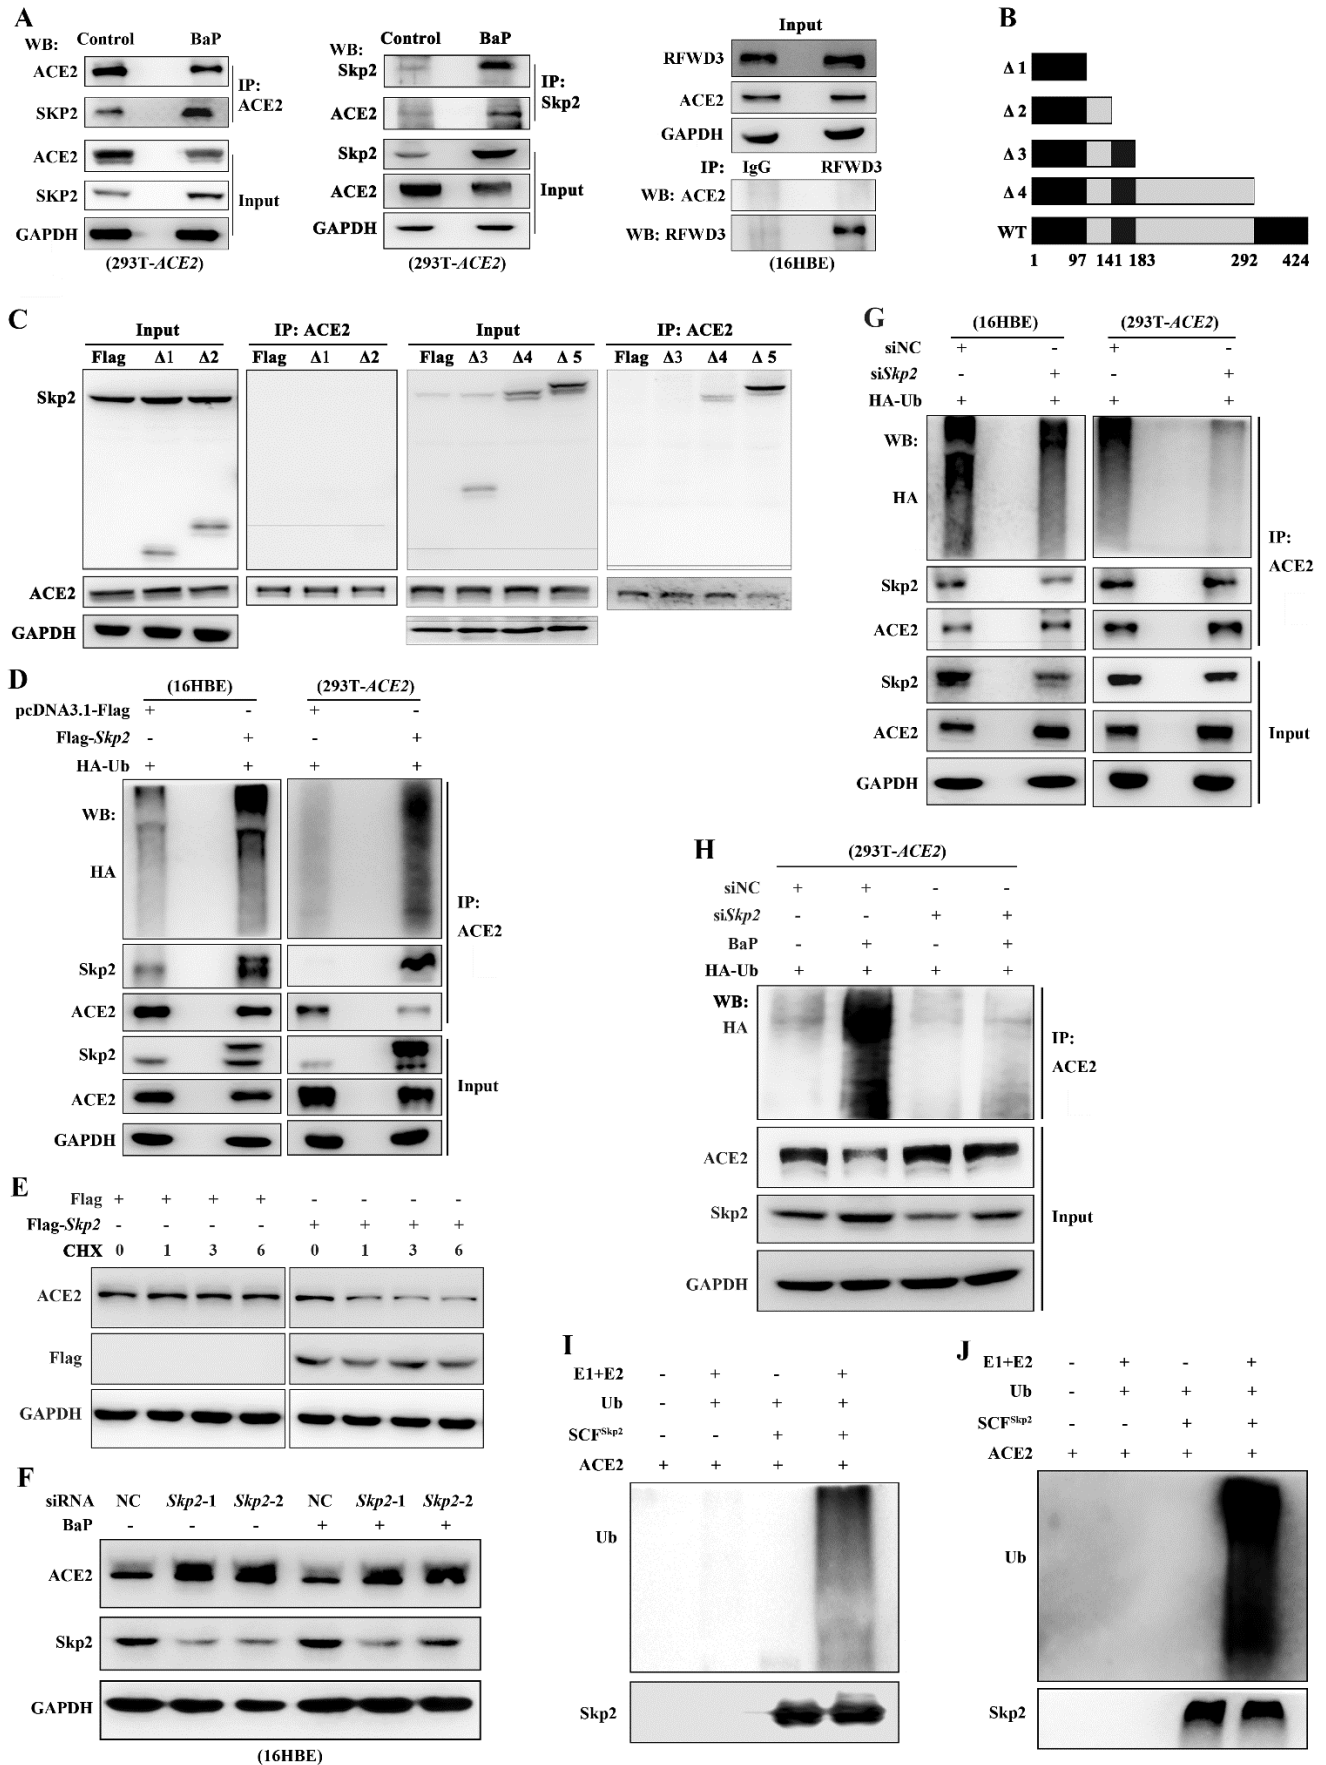 A
WB: Control BaP
ACE2
SKP2
IP:
ACE2
ACE2
SKP2
GAPDH
Input
(293T-ACE2)
WB: Control BaP
Skp2
ACE2
IP:
Skp2
Skp2
ACE2
GAPDH
Input
(293T-ACE2)
Input
RFWD3
ACE2
GAPDH
IP: IgG RFWD3
WB: ACE2
WB: RFWD3
(16HBE)
B
Δ1
Δ2
Δ3
Δ4
WT
1 97 141 183 292 424
C
Input IP: ACE2 Input IP: ACE2
Flag Δ1 Δ2 Flag Δ1 Δ2 Flag Δ3 Δ4 Δ 5 Flag Δ3 Δ4 Δ 5
Skp2
ACE2
GAPDH
D
(16HBE) (293T-ACE2)
pcDNA3.1-Flag + - + -
Flag-Skp2 - + - +
HA-Ub + + + +
WB:
HA
Skp2
ACE2
IP:
ACE2
Skp2
ACE2
GAPDH
Input
E
Flag + + + + - - - -
Flag-Skp2 - - - - + + + +
CHX 0 1 3 6 0 1 3 6
ACE2
Flag
GAPDH
F
siRNA NC Skp2-1 Skp2-2 NC Skp2-1 Skp2-2
BaP - - - + + +
ACE2
Skp2
GAPDH
(16HBE)
G
(16HBE) (293T-ACE2)
siNC + - + -
siSkp2 - + - +
HA-Ub + + + +
WB:
HA
Skp2
ACE2
IP:
ACE2
Skp2
ACE2
GAPDH
Input
H
(293T-ACE2)
siNC + + - -
siSkp2 - - + +
BaP - + - +
HA-Ub + + + +
WB:
HA
IP:
ACE2
ACE2
Skp2
GAPDH
Input
I
E1+E2 - + - +
Ub - + + +
SCFSkp2 - - + +
ACE2 + + + +
Ub
Skp2
J
E1+E2 - + - +
Ub - + + +
SCFSkp2 - - + +
ACE2 + + + +
Ub
Skp2